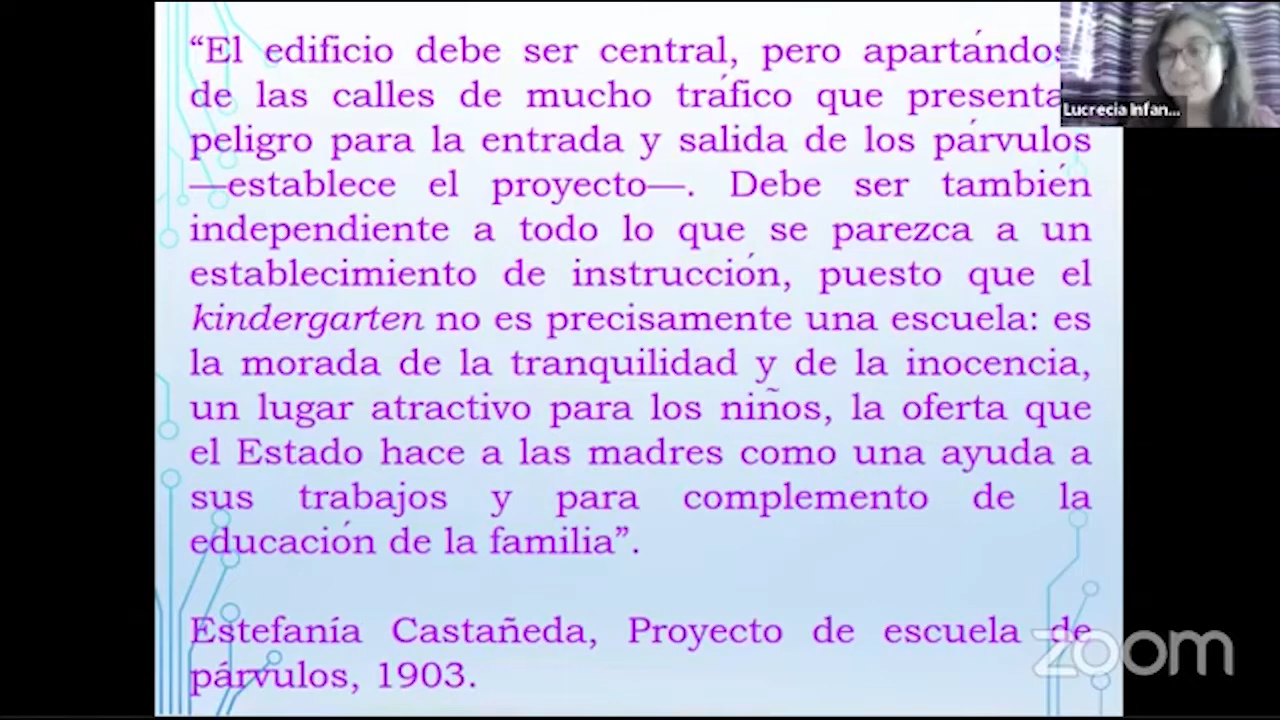 “El edificio debe ser central, pero apartándos
de las calles de mucho tráfico que presenta
peligro para la entrada y salida de los párvulos
—establece el proyecto—. Debe ser también
independiente a todo lo que se parezca a un
establecimiento de instrucción, puesto que el
kindergarten no es precisamente una escuela: es
la morada de la tranquilidad y de la inocencia,
un lugar atractivo para los niños, la oferta que
el Estado hace a las madres como una ayuda a
sus trabajos y para complemento de la
educación de la familia”.
Estefanía Castañeda, Proyecto de escuela de
párvulos, 1903.
Lucrecia Infan...
zoom